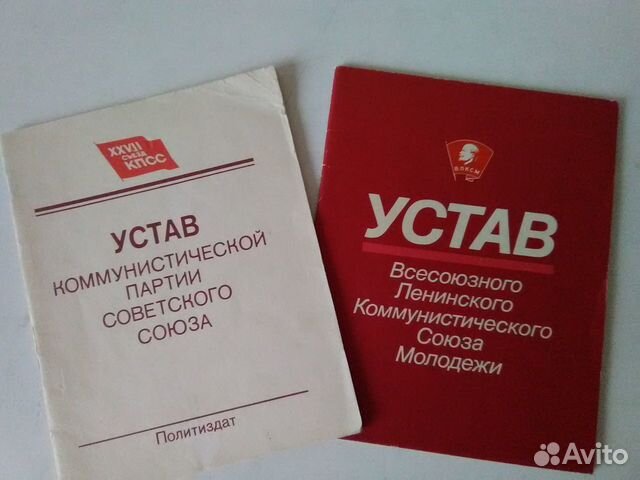 XXVII
СЪЕЗД
КПСС
УСТАВ
КОММУНИСТИЧЕСКОЙ
ПАРТИИ
СОВЕТСКОГО
СОЮЗА
Политиздат
ВЛКСМ
УСТАВ
Всесоюзного
Ленинского
Коммунистического
Союза
Молодежи
Avito